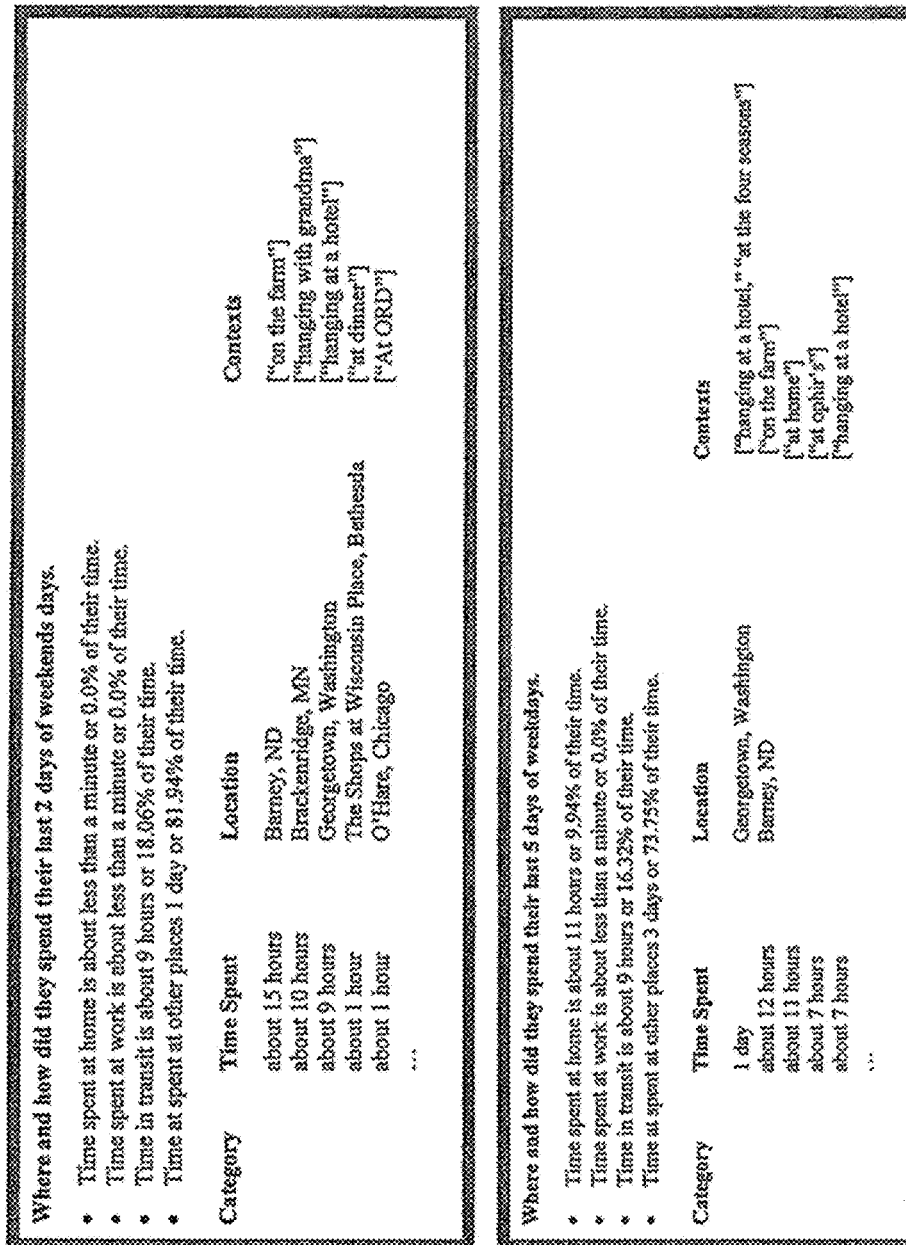 Where and how did they spend their last 2 days of weekends days.
• Time spent at home is about less than a minute or 0.0% of their time.
• Time spent at work is about less than a minute or 0.0% of their time.
• Time in transit is about 9 hours or 18.06% of their time.
• Time at spent at other places 1 day or 81.94% of their time.
Category Time Spent Location Contexts
about 15 hours Barney, ND ["on the farm"]
about 10 hours Brackenridge, MN ["hanging with grandma"]
about 9 hours Georgetown, Washington ["hanging at a hotel"]
about 1 hour The Shops at Wisconsin Place, Bethesda ["at dinner"]
about 1 hour O'Hare, Chicago ["At ORD"]
...
Where and how did they spend their last 5 days of weekdays.
• Time spent at home is about 11 hours or 9.94% of their time.
• Time spent at work is about less than a minute or 0.0% of their time.
• Time in transit is about 9 hours or 16.32% of their time.
• Time at spent at other places 3 days or 73.75% of their time.
Category Time Spent Location Contexts
1 day Georgetown, Washington ["hanging at a hotel," "at the four seasons"]
about 12 hours Barney, ND ["on the farm"]
about 11 hours ["at home"]
about 7 hours ["at ophir's"]
about 7 hours ["hanging at a hotel"]
...